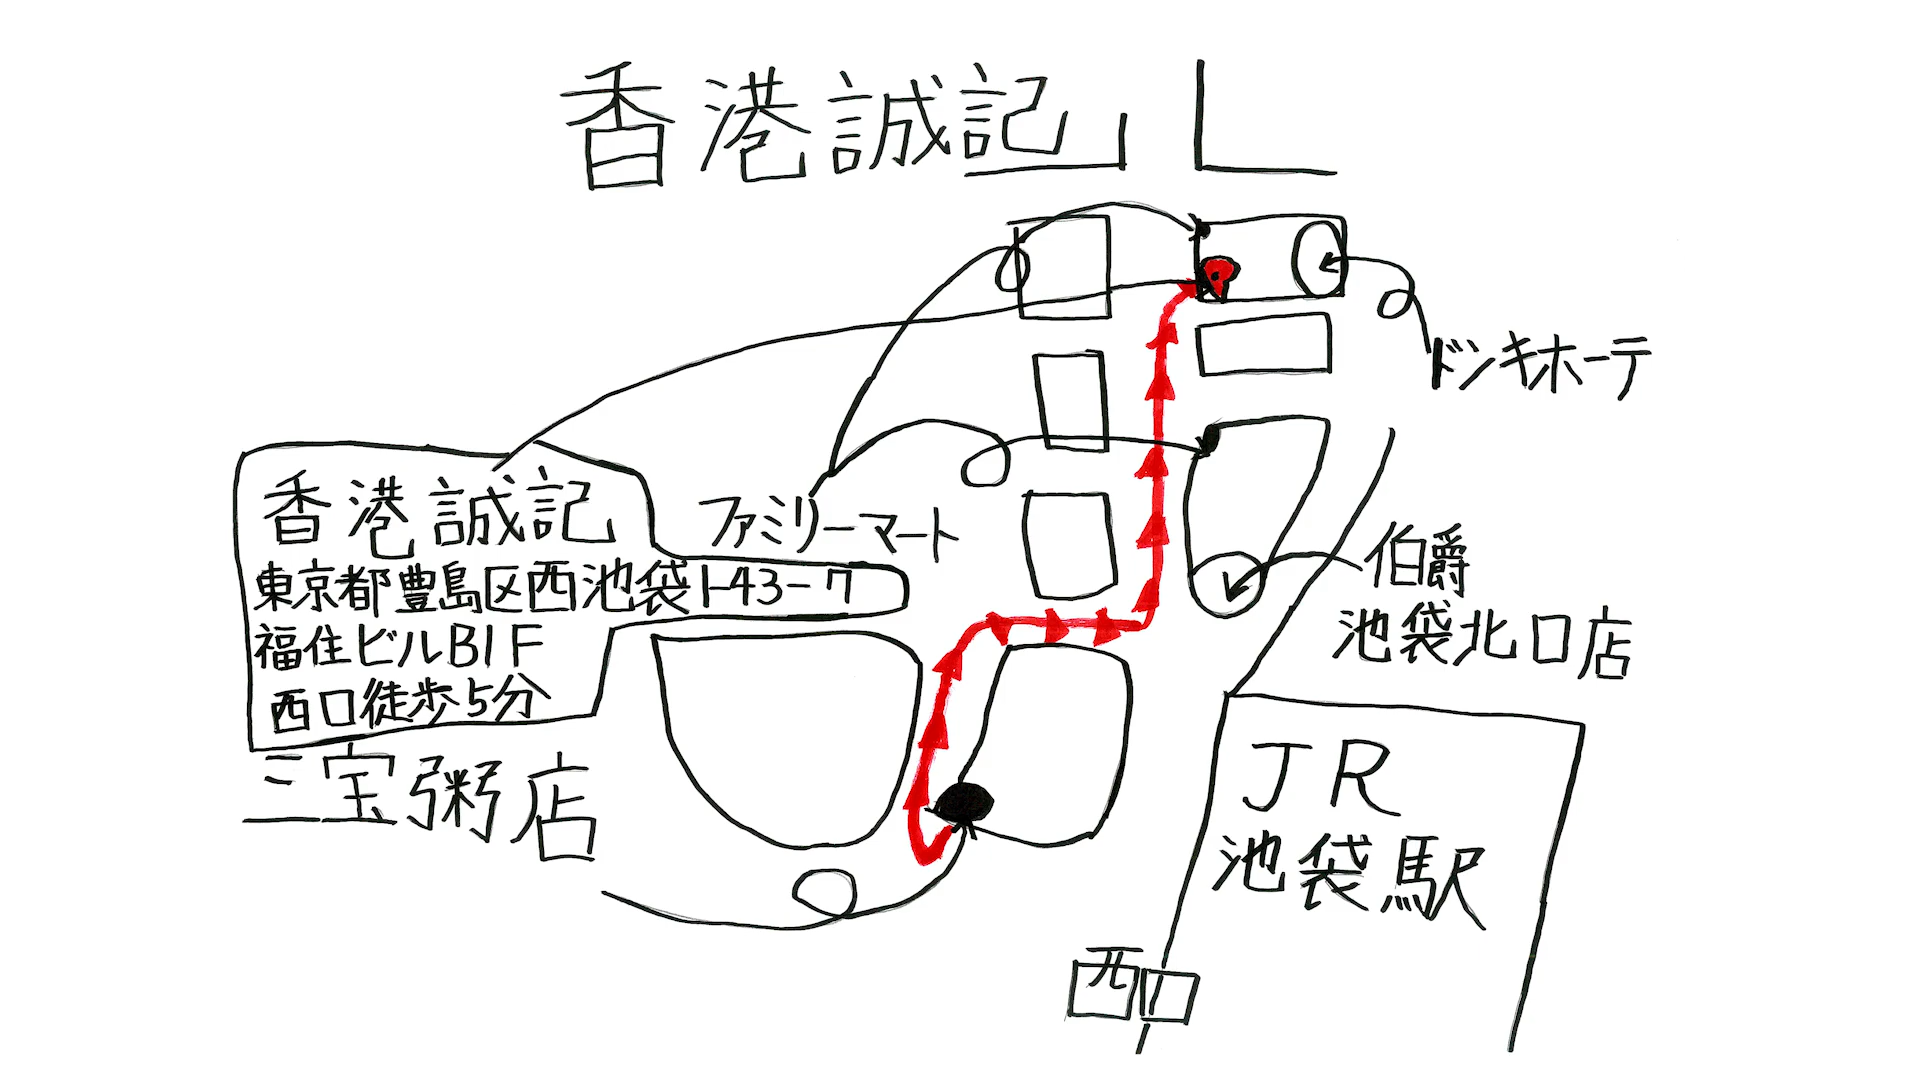 香港誠記
ドンキホーテ
香港誠記
東京都豊島区西池袋1-43-7
福住ビルB1F
西口徒歩5分
ファミリーマート
伯爵
池袋北口店
三宝粥店
JR
池袋駅
西口